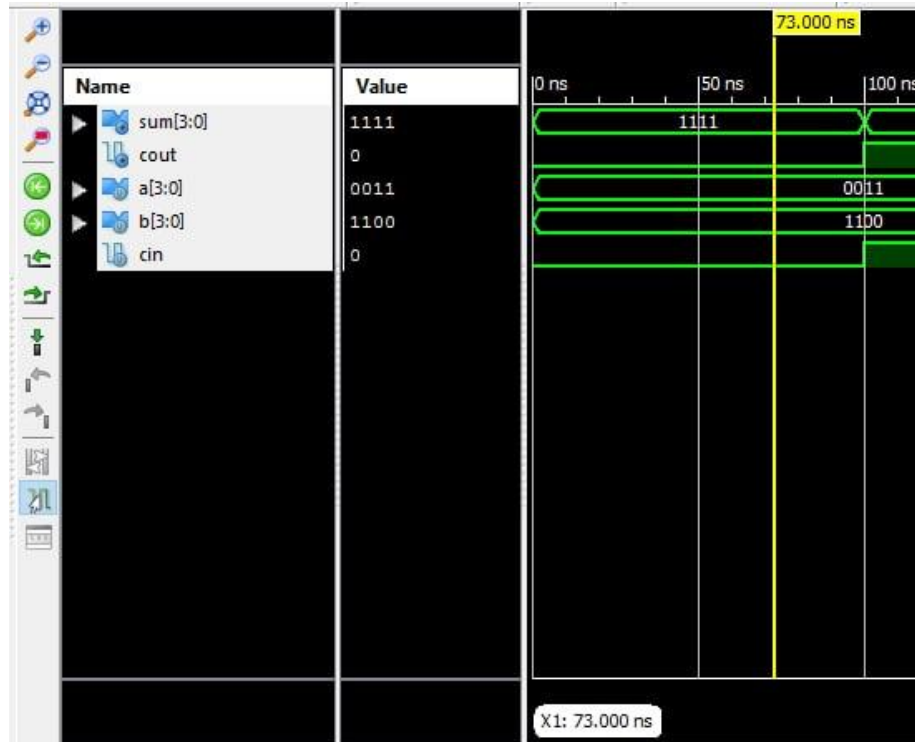 73.000 ns
Name Value 0 ns 50 ns 100 ns
sum[3:0] 1111 1111
cout 0
a[3:0] 0011 0011
b[3:0] 1100 1100
cin 0
X1: 73.000 ns